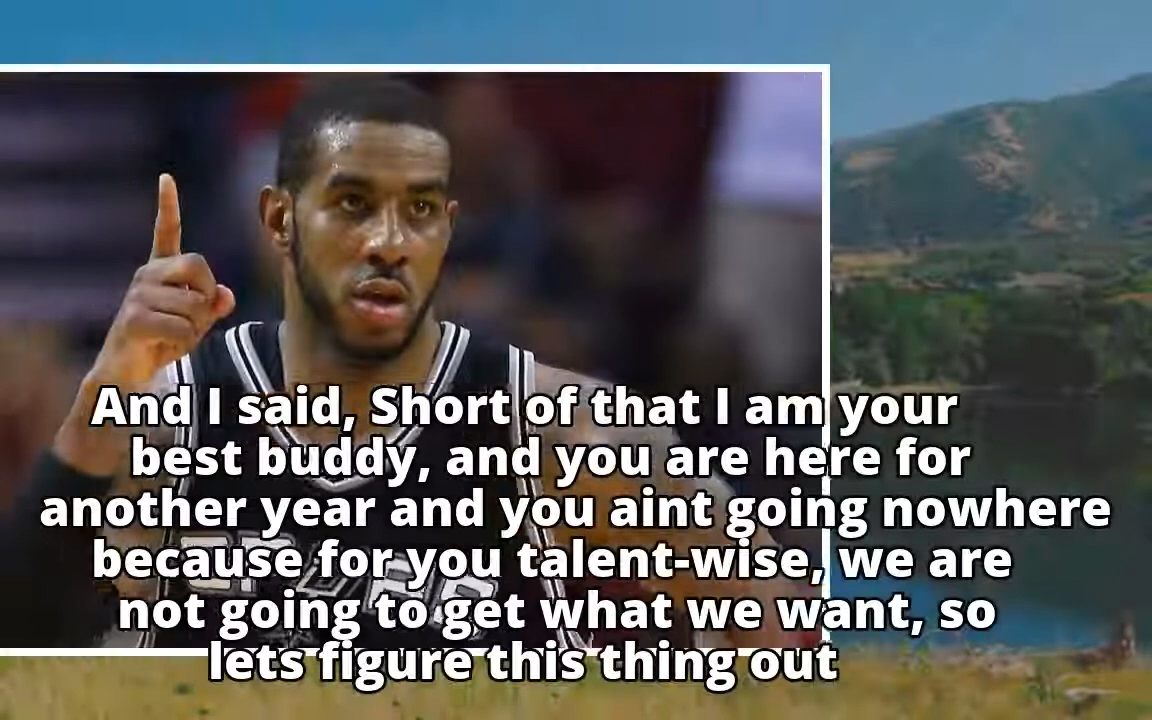 And I said, Short of that I am your
best buddy, and you are here for
another year and you aint going nowhere
because for you talent-wise, we are
not going to get what we want, so
lets figure this thing out